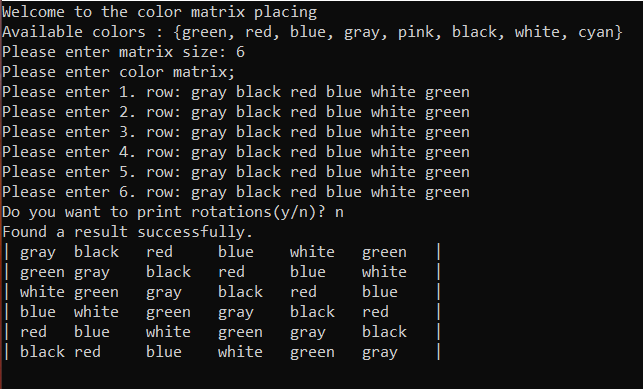 Welcome to the color matrix placing
Available colors : {green, red, blue, gray, pink, black, white, cyan}
Please enter matrix size: 6
Please enter color matrix;
Please enter 1. row: gray black red blue white green
Please enter 2. row: gray black red blue white green
Please enter 3. row: gray black red blue white green
Please enter 4. row: gray black red blue white green
Please enter 5. row: gray black red blue white green
Please enter 6. row: gray black red blue white green
Do you want to print rotations(y/n)? n
Found a result successfully.
| gray  black   red     blue    white   green   |
| green gray    black   red     blue    white   |
| white green   gray    black   red     blue    |
| blue  white   green   gray    black   red     |
| red   blue    white   green   gray    black   |
| black red     blue    white   green   gray    |